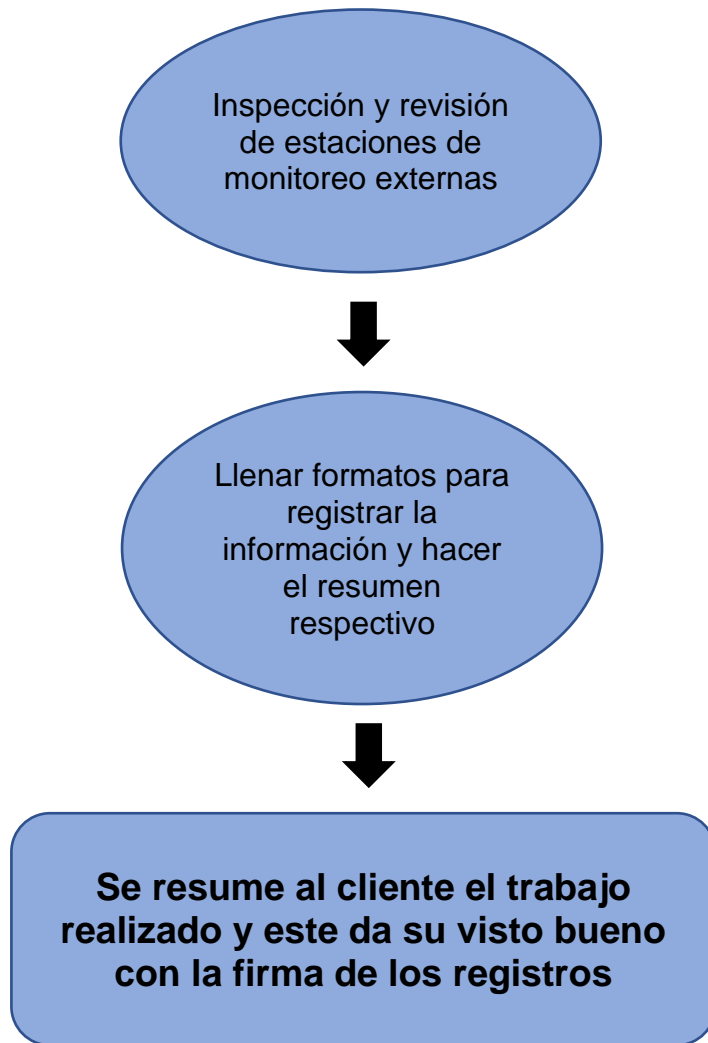 Inspección y revisión
de estaciones de
monitoreo externas
Llenar formatos para
registrar la
información y hacer
el resumen
respectivo
Se resume al cliente el trabajo
realizado y este da su visto bueno
con la firma de los registros